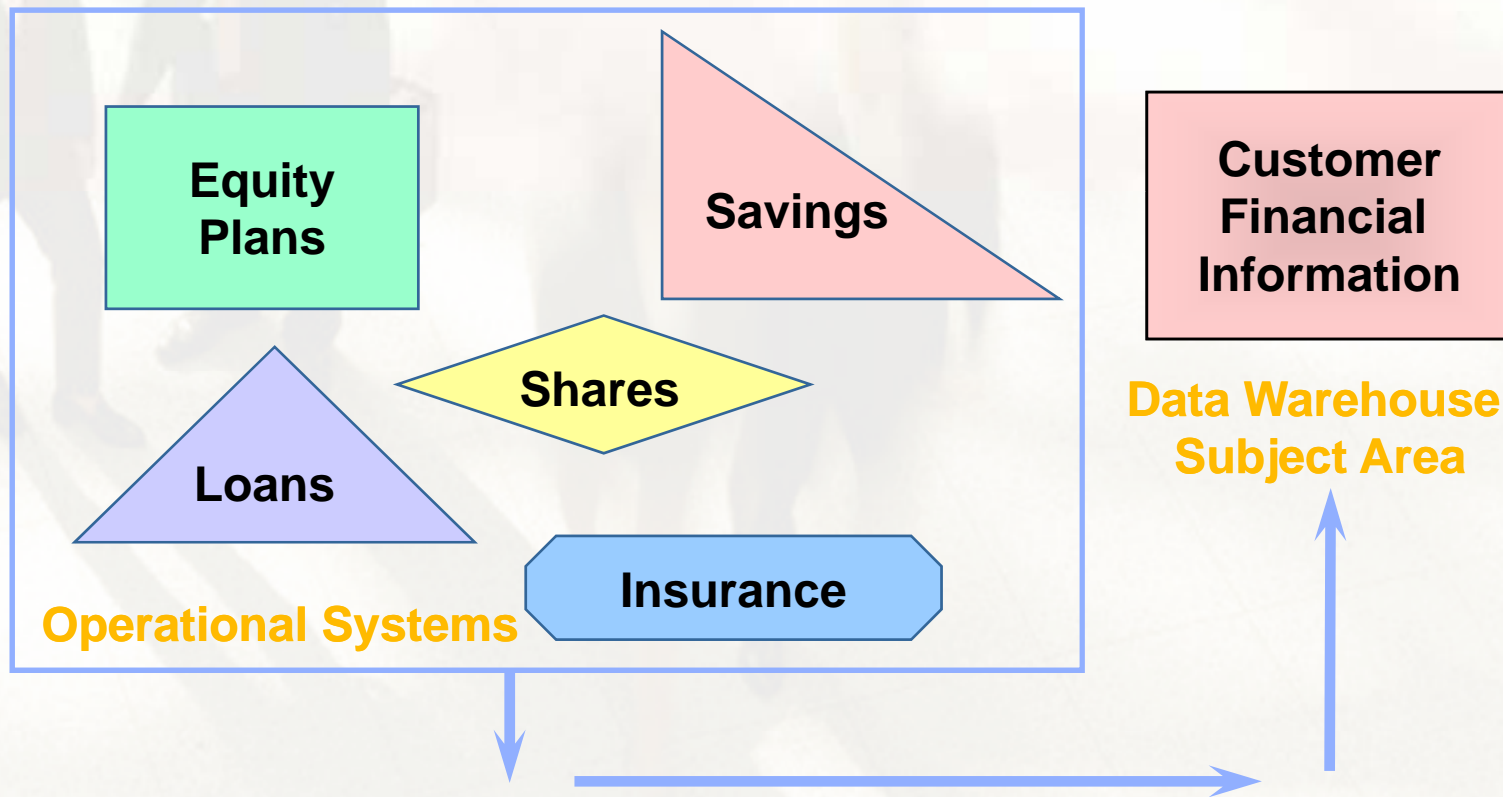 Equity
Plans
Savings
Customer
Financial
Information
Shares
Data Warehouse
Subject Area
Loans
Insurance
Operational Systems